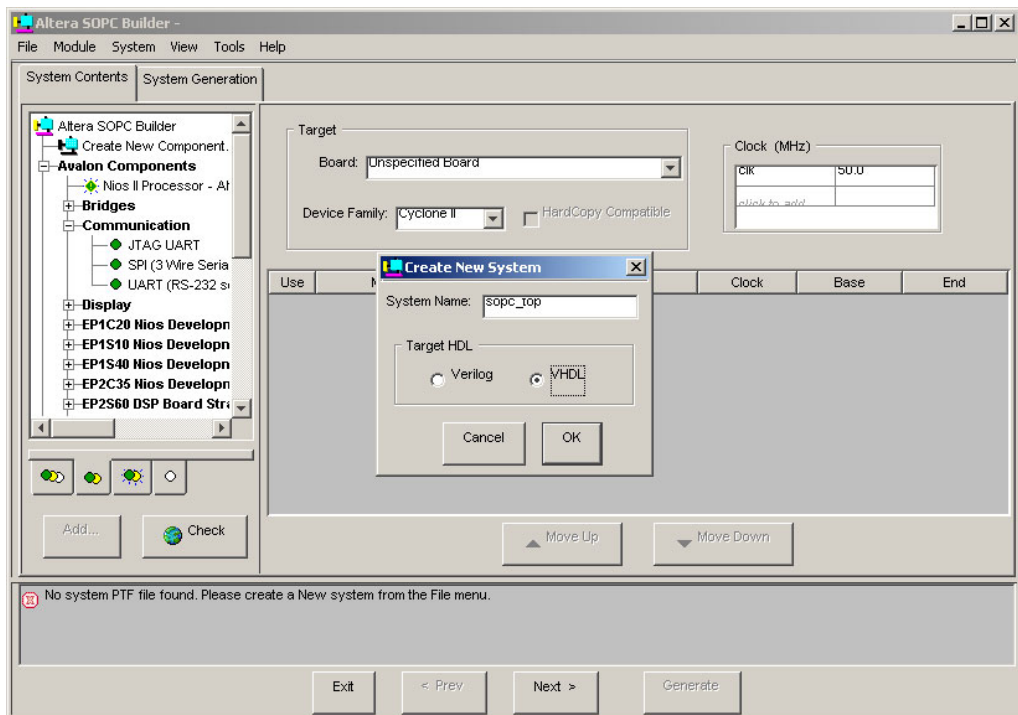 Altera SOPC Builder -
File Module System View Tools Help
System Contents System Generation
Altera SOPC Builder
Create New Component.
Avalon Components
Nios II Processor - Al
Bridges
Communication
JTAG UART
SPI (3 Wire Seria
UART (RS-232 s
Display
EP1C20 Nios Developn
EP1S10 Nios Developn
EP1S40 Nios Developn
EP2C35 Nios Developn
EP2S60 DSP Board Stra
Add...
Check
Target
Board: Unspecified Board
Device Family: Cyclone II
HardCopy Compatible
Clock (MHz)
clk 50.0
click to add
Use Clock Base End
Create New System
System Name: sopc_top
Target HDL
Verilog VHDL
Cancel OK
Move Up Move Down
No system PTF file found. Please create a New system from the File menu.
Exit < Prev Next > Generate